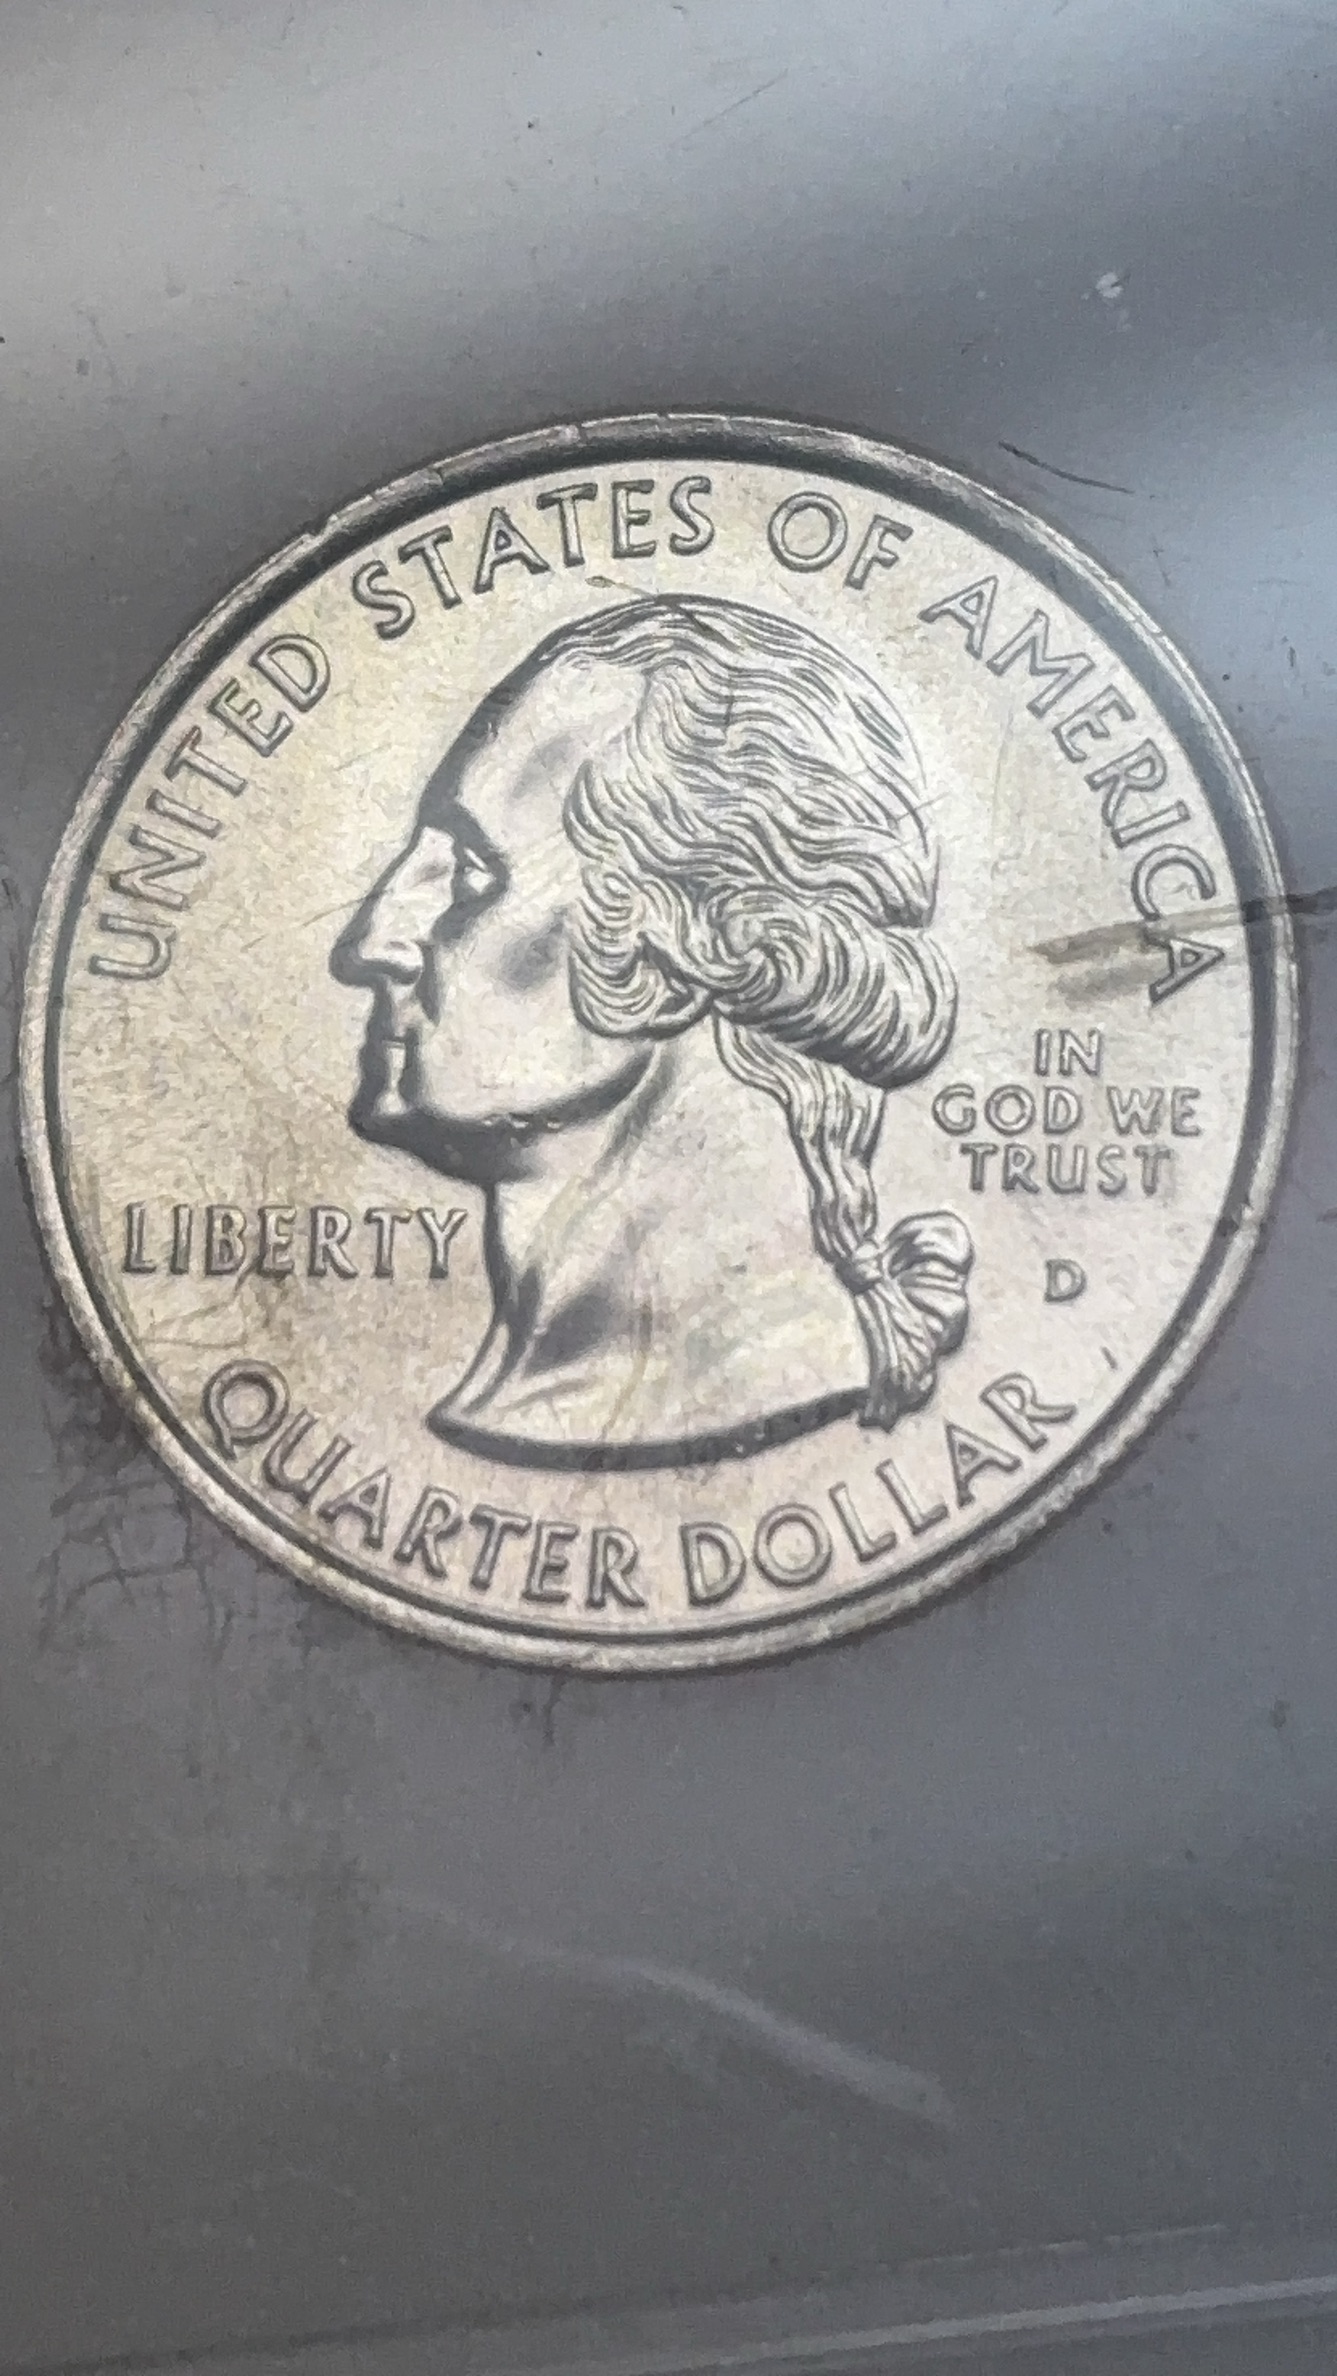 UNITED STATES OF AMERICA
IN
GOD WE
TRUST
LIBERTY
D
QUARTER DOLLAR